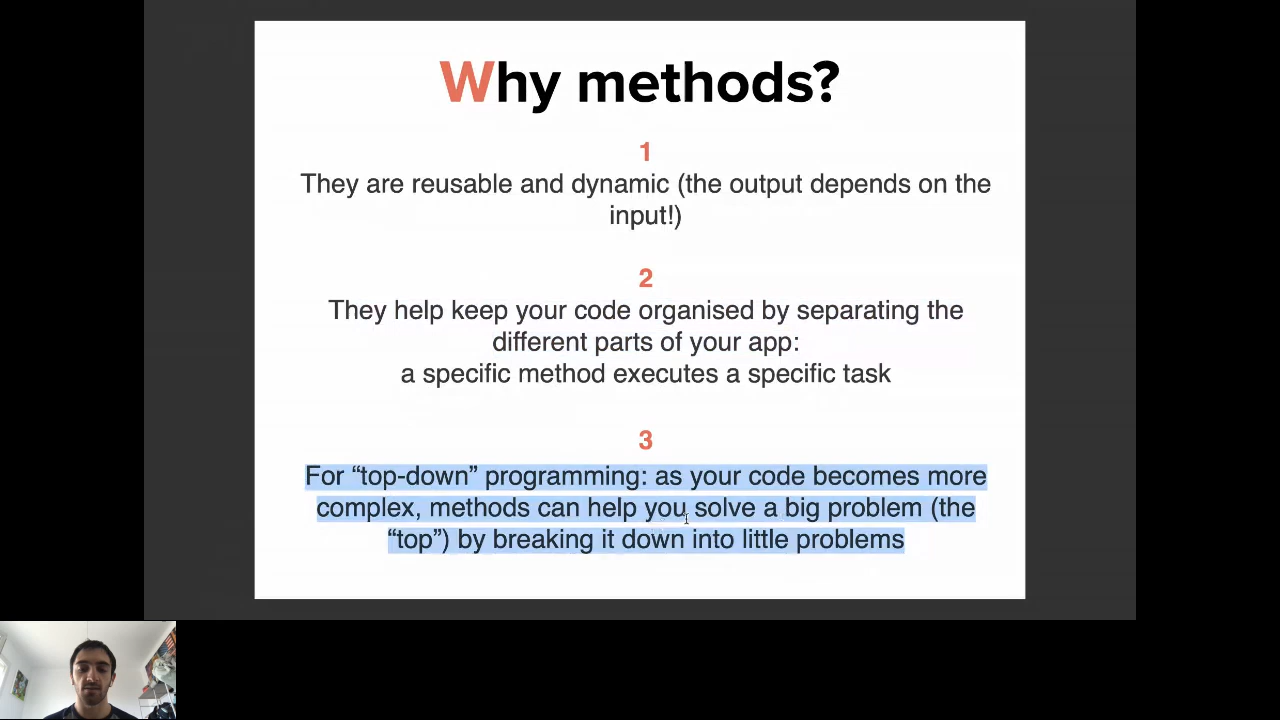 Why methods?
1
They are reusable and dynamic (the output depends on the
input!)
2
They help keep your code organised by separating the
different parts of your app:
a specific method executes a specific task
3
For “top-down” programming: as your code becomes more
complex, methods can help you solve a big problem (the
“top”) by breaking it down into little problems